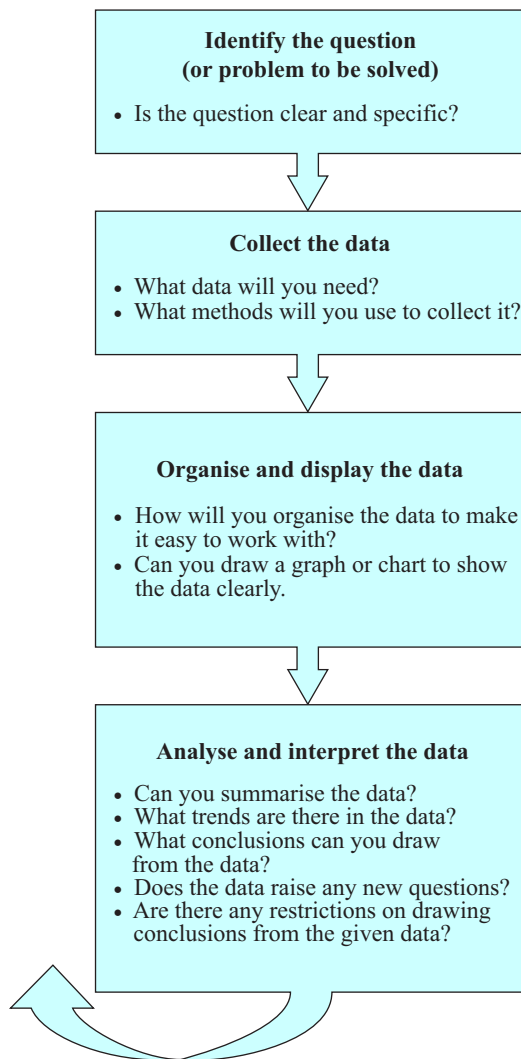 Identify the question
(or problem to be solved)
• Is the question clear and specific?
Collect the data
• What data will you need?
• What methods will you use to collect it?
Organise and display the data
• How will you organise the data to make
it easy to work with?
• Can you draw a graph or chart to show
the data clearly.
Analyse and interpret the data
• Can you summarise the data?
• What trends are there in the data?
• What conclusions can you draw
from the data?
• Does the data raise any new questions?
• Are there any restrictions on drawing
conclusions from the given data?